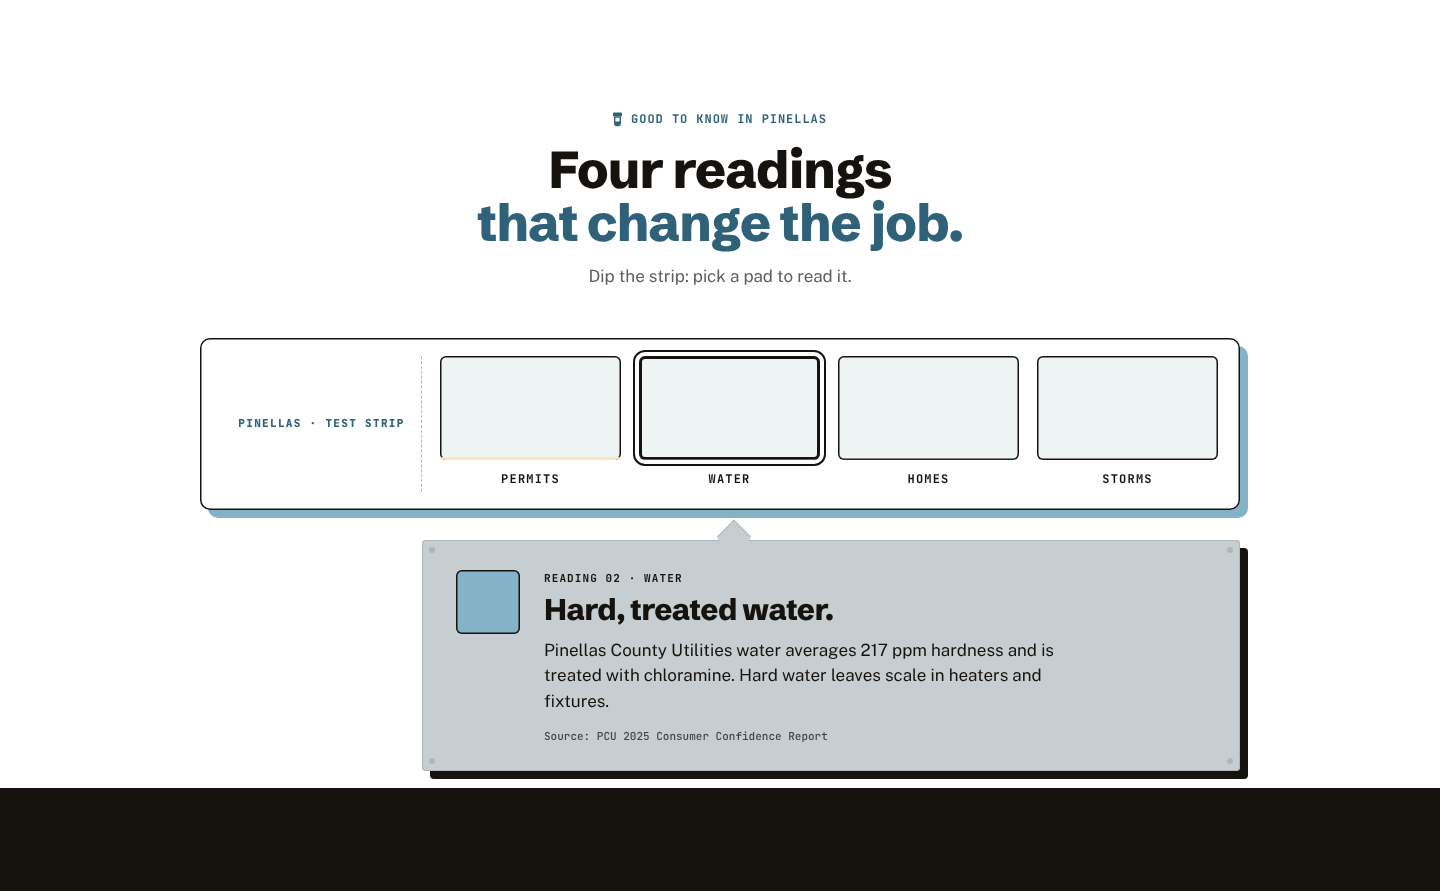 GOOD TO KNOW IN PINELLAS
Four readings
that change the job.
Dip the strip: pick a pad to read it.
PINELLAS · TEST STRIP
PERMITS
WATER
HOMES
STORMS
READING 02 · WATER
Hard, treated water.
Pinellas County Utilities water averages 217 ppm hardness and is
treated with chloramine. Hard water leaves scale in heaters and
fixtures.
Source: PCU 2025 Consumer Confidence Report